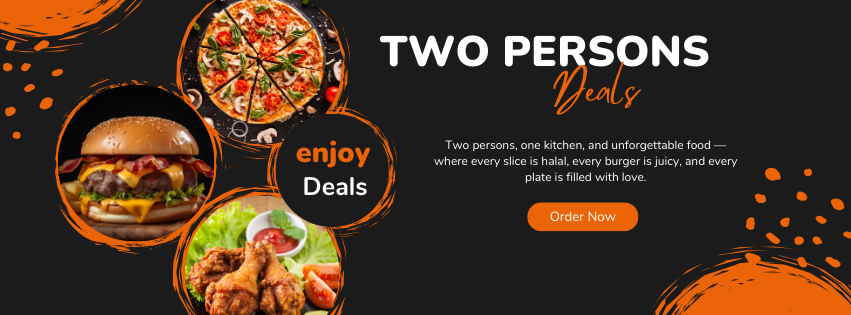 TWO PERSONS
Deals
enjoy
Deals
Two persons, one kitchen, and unforgettable food —
where every slice is halal, every burger is juicy, and every
plate is filled with love.
Order Now